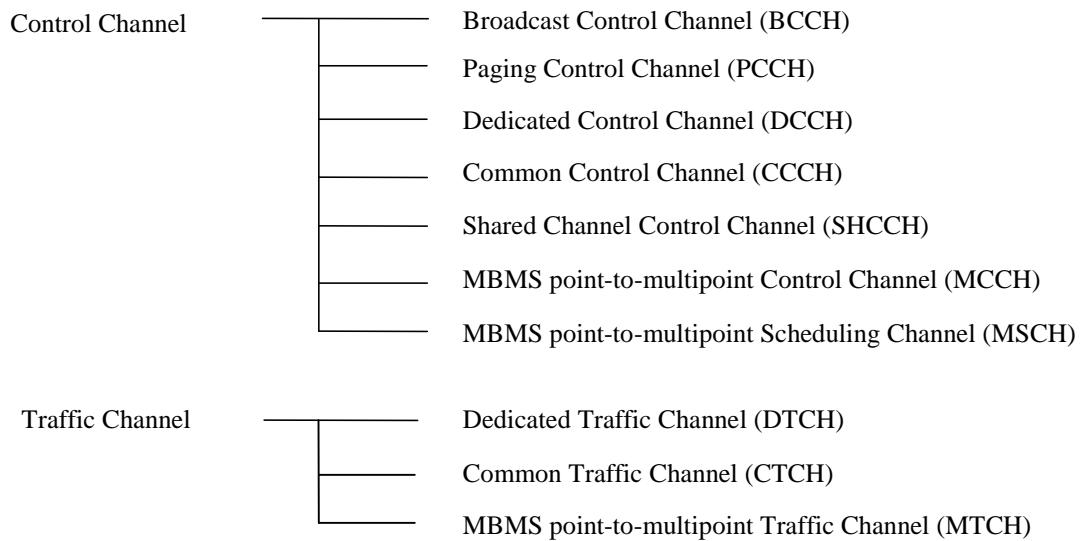 Control Channel
Broadcast Control Channel (BCCH)
Paging Control Channel (PCCH)
Dedicated Control Channel (DCCH)
Common Control Channel (CCCH)
Shared Channel Control Channel (SHCCH)
MBMS point-to-multipoint Control Channel (MCCH)
MBMS point-to-multipoint Scheduling Channel (MSCH)
Traffic Channel
Dedicated Traffic Channel (DTCH)
Common Traffic Channel (CTCH)
MBMS point-to-multipoint Traffic Channel (MTCH)